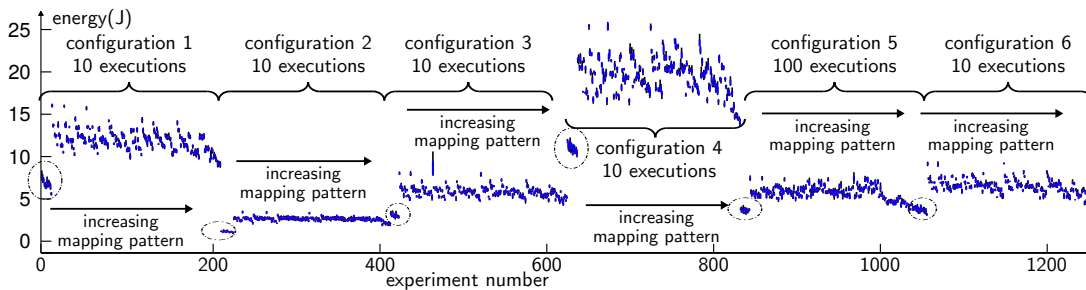 energy(J)
25
20
15
10
5
0
configuration 1
10 executions
configuration 2
10 executions
configuration 3
10 executions
configuration 4
10 executions
configuration 5
100 executions
configuration 6
10 executions
increasing
mapping pattern
increasing
mapping pattern
increasing
mapping pattern
increasing
mapping pattern
increasing
mapping pattern
increasing
mapping pattern
0
200
400
600
800
1000
1200
experiment number